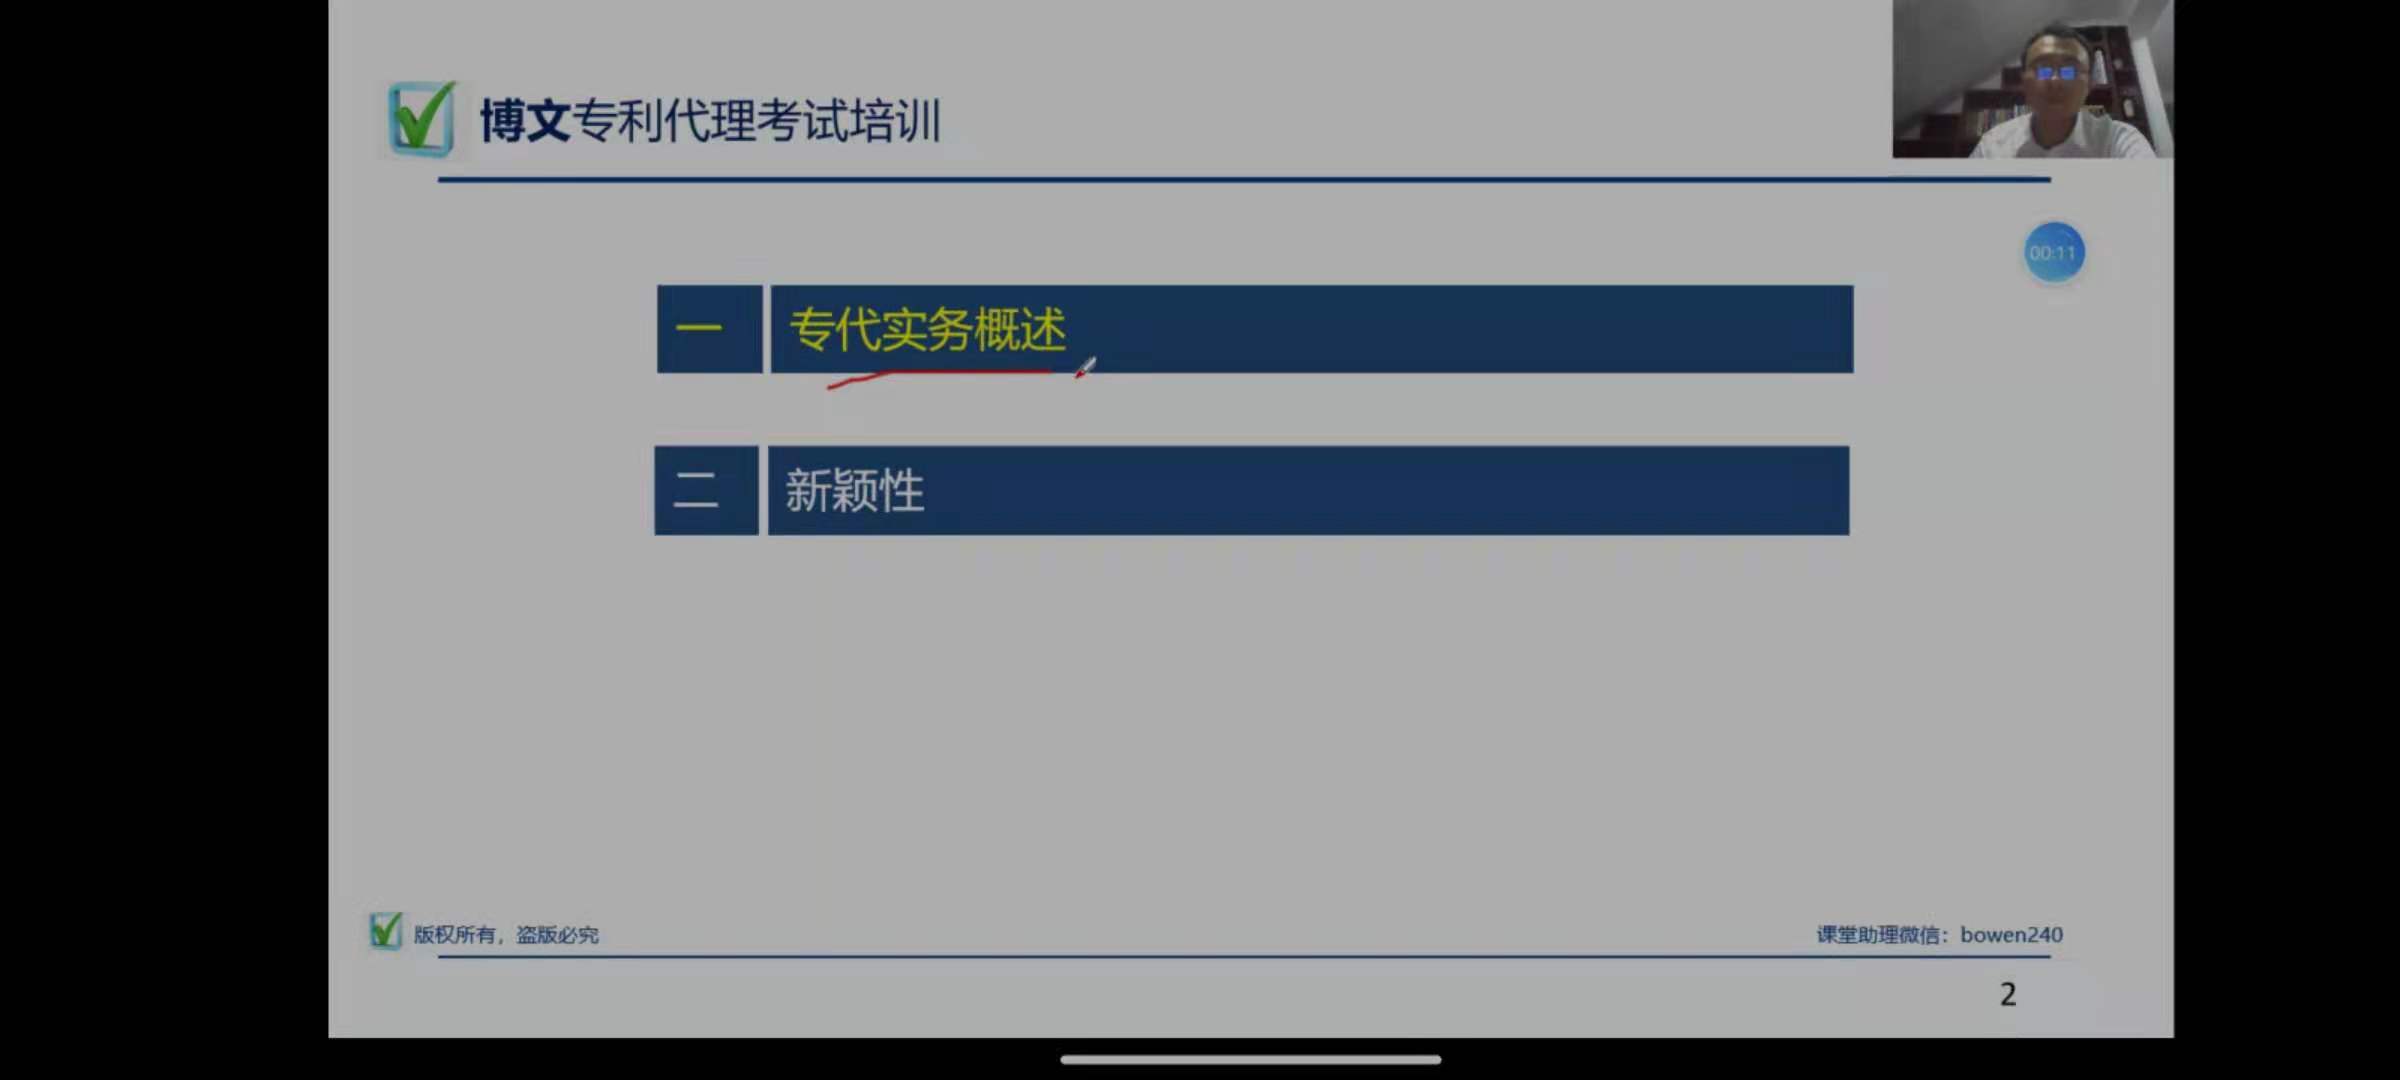 博文专利代理考试培训
00:11
一 专代实务概述
二 新颖性
版权所有，盗版必究
课堂助理微信：bowen240
2